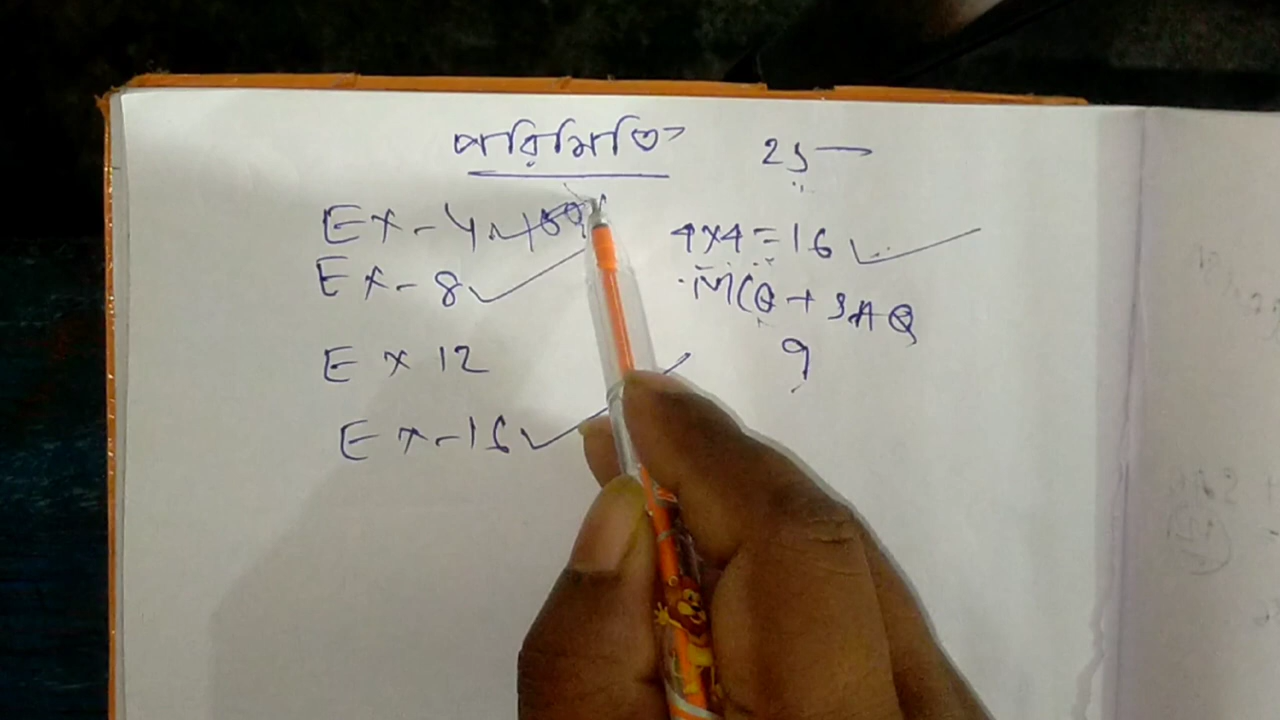 পরিমিতি
25
Ex - 4
4x4 = 16
Ex - 8
MCQ + SAQ
Ex 12
9
Ex - 16